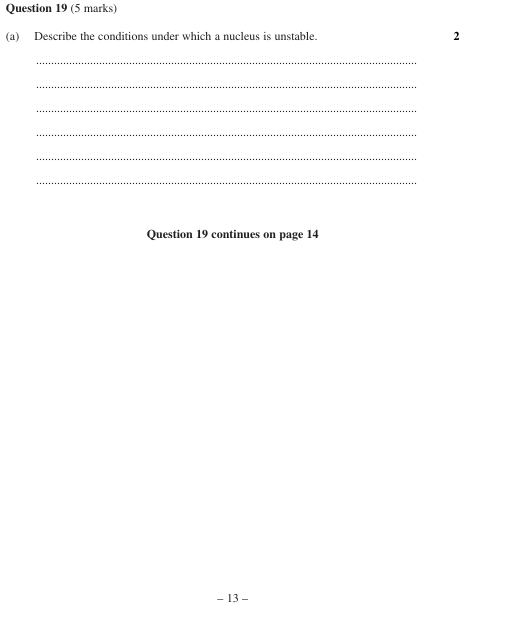 Question 19 (5 marks)
(a) Describe the conditions under which a nucleus is unstable. 2
................................................................................................................................
................................................................................................................................
................................................................................................................................
................................................................................................................................
................................................................................................................................
................................................................................................................................
Question 19 continues on page 14
– 13 –